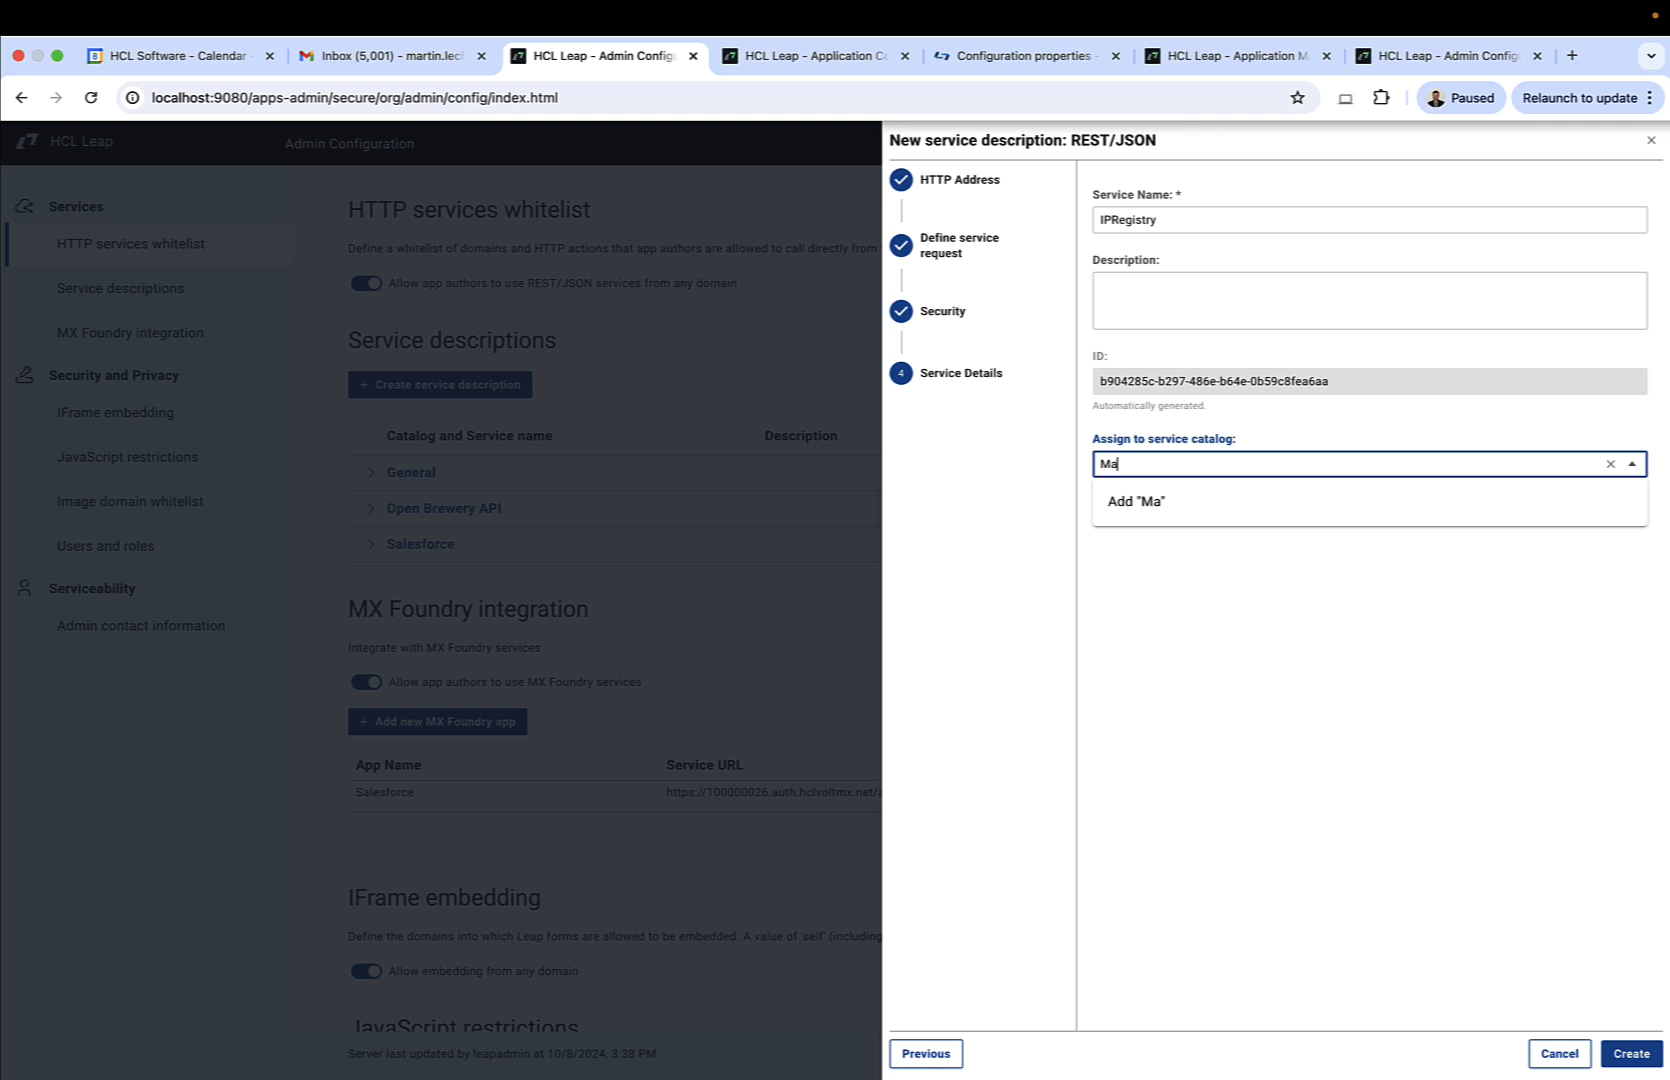 HCL Software - Calendar
Inbox (5,001) - martin.lec
HCL Leap - Admin Config
HCL Leap - Application Co
Configuration properties -
HCL Leap - Application M
HCL Leap - Admin Config
localhost:9080/apps-admin/secure/org/admin/config/index.html
Paused
Relaunch to update
HCL Leap
Admin Configuration
Services
HTTP services whitelist
Service descriptions
MX Foundry integration
Security and Privacy
IFrame embedding
JavaScript restrictions
Image domain whitelist
Users and roles
Serviceability
Admin contact information
HTTP services whitelist
Define a whitelist of domains and HTTP actions that app authors are allowed to call directly from
Allow app authors to use REST/JSON services from any domain
Service descriptions
+ Create service description
Catalog and Service name
Description
General
Open Brewery API
Salesforce
MX Foundry integration
Integrate with MX Foundry services
Allow app authors to use MX Foundry services
+ Add new MX Foundry app
App Name
Service URL
Salesforce
https://100000026.auth.hclvoltmx.net/
IFrame embedding
Define the domains into which Leap forms are allowed to be embedded. A value of 'self' (including
Allow embedding from any domain
JavaScript restrictions
Server last updated by leapadmin at 10/8/2024, 3:38 PM
New service description: REST/JSON
HTTP Address
Define service
request
Security
4
Service Details
Service Name: *
IPRegistry
Description:
ID:
b904285c-b297-486e-b64e-0b59c8fea6aa
Automatically generated.
Assign to service catalog:
Ma
Add "Ma"
Previous
Cancel
Create